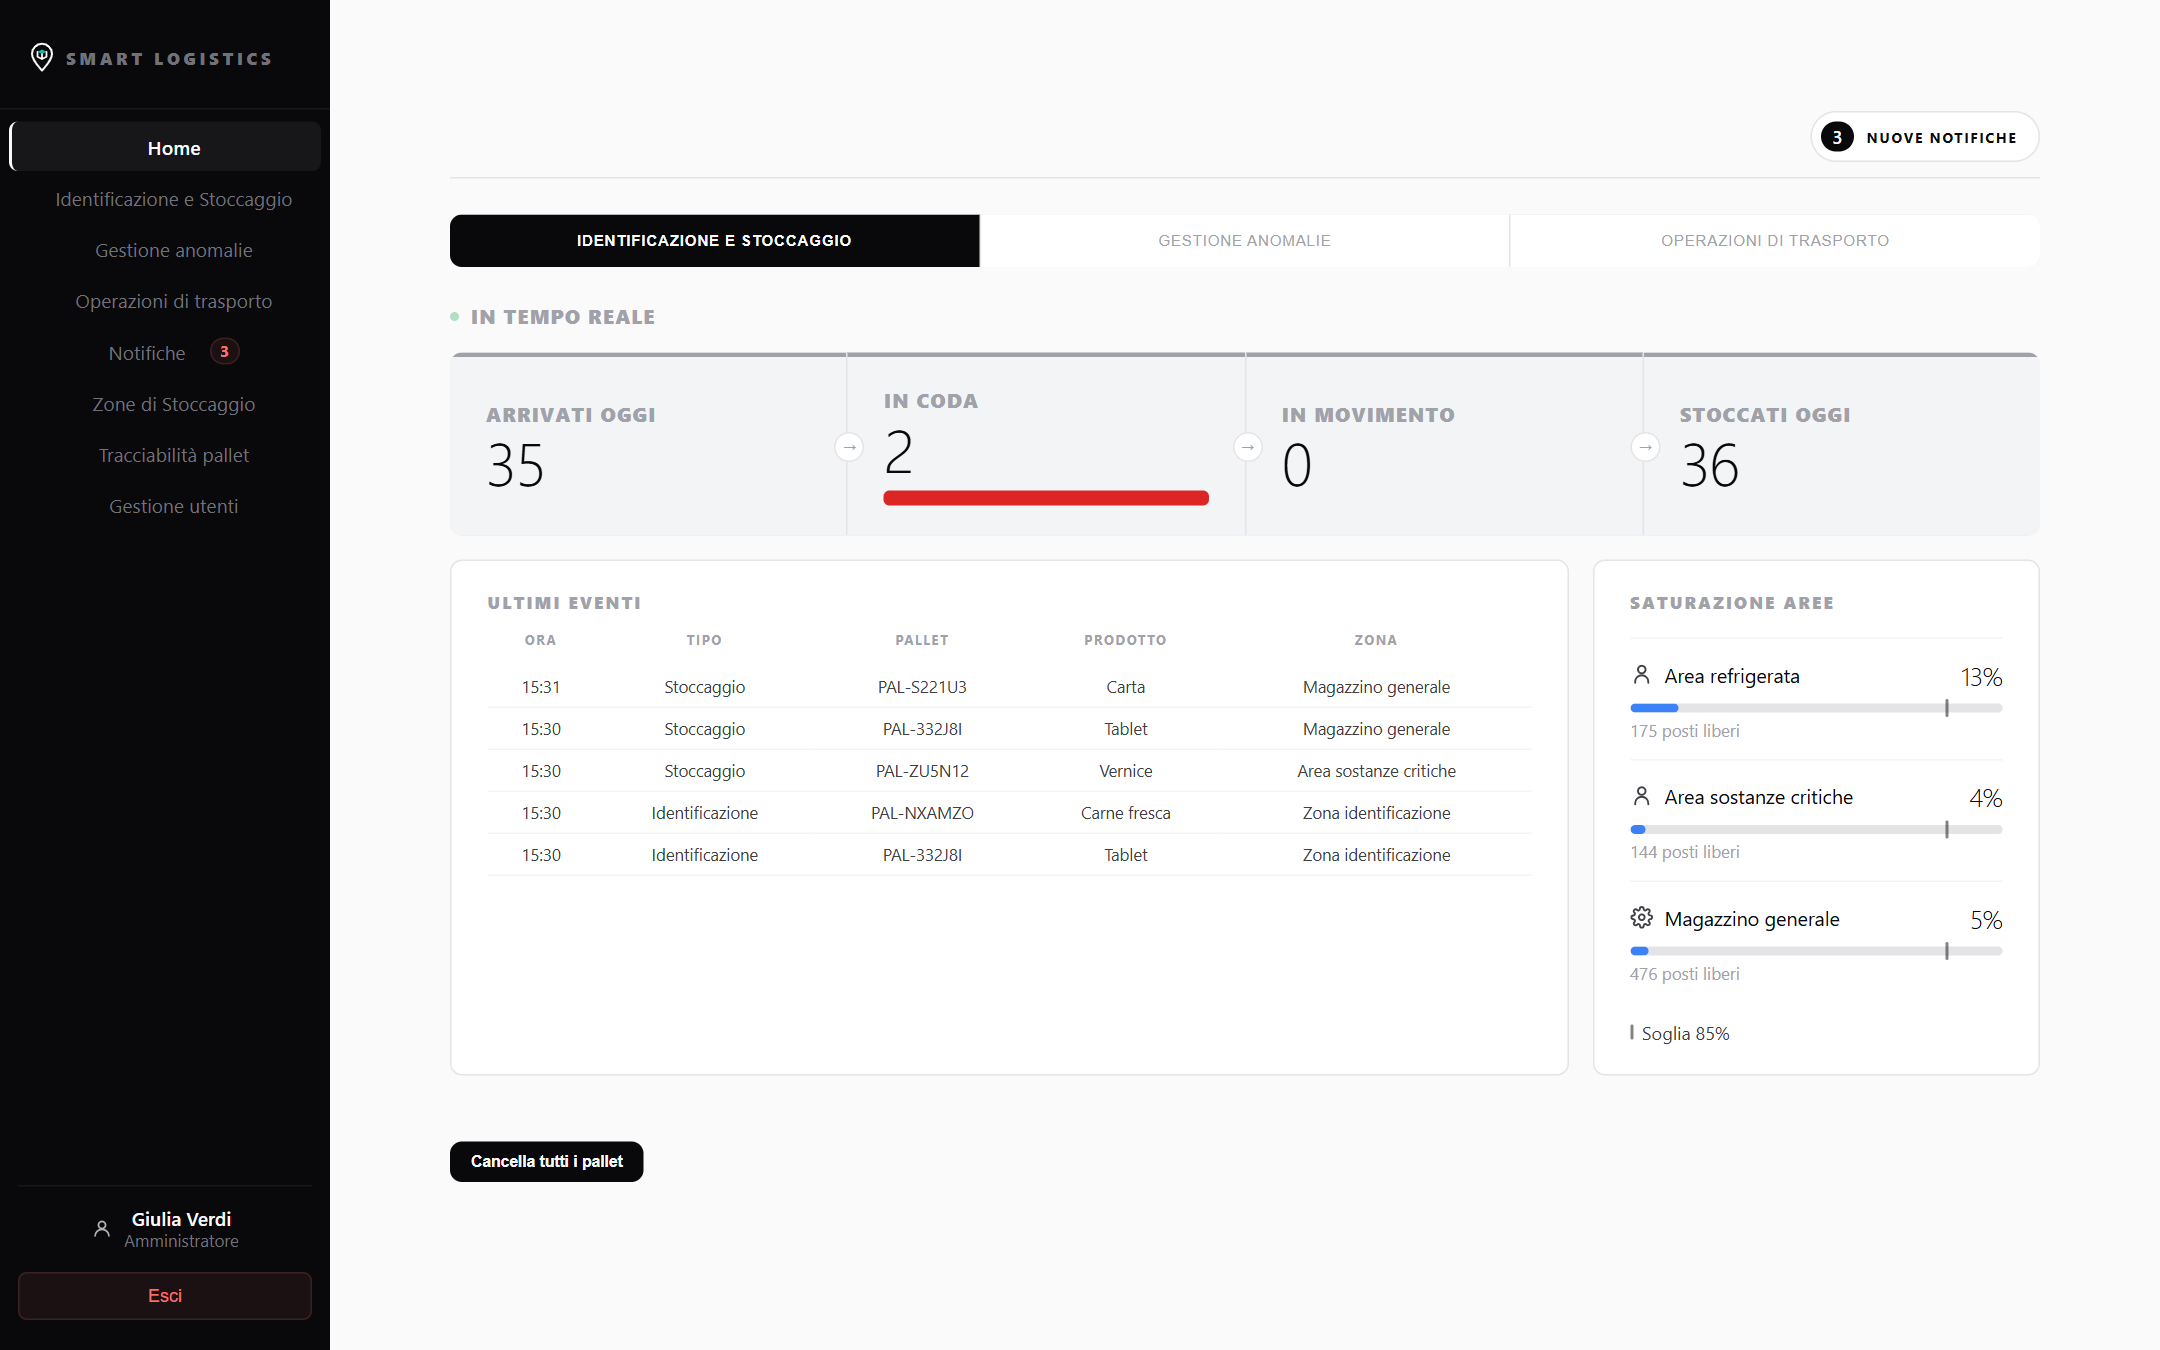 SMART LOGISTICS
Home
Identificazione e Stoccaggio
Gestione anomalie
Operazioni di trasporto
Notifiche 3
Zone di Stoccaggio
Tracciabilità pallet
Gestione utenti
Giulia Verdi
Amministratore
Esci
3 NUOVE NOTIFICHE
IDENTIFICAZIONE E STOCCAGGIO GESTIONE ANOMALIE OPERAZIONI DI TRASPORTO
IN TEMPO REALE
ARRIVATI OGGI
35
→
IN CODA
2
→
IN MOVIMENTO
0
→
STOCCATI OGGI
36
ULTIMI EVENTI
ORA TIPO PALLET PRODOTTO ZONA
15:31 Stoccaggio PAL-S221U3 Carta Magazzino generale
15:30 Stoccaggio PAL-332J8I Tablet Magazzino generale
15:30 Stoccaggio PAL-ZU5N12 Vernice Area sostanze critiche
15:30 Identificazione PAL-NXAMZO Carne fresca Zona identificazione
15:30 Identificazione PAL-332J8I Tablet Zona identificazione
SATURAZIONE AREE
Area refrigerata 13%
175 posti liberi
Area sostanze critiche 4%
144 posti liberi
Magazzino generale 5%
476 posti liberi
Soglia 85%
Cancella tutti i pallet